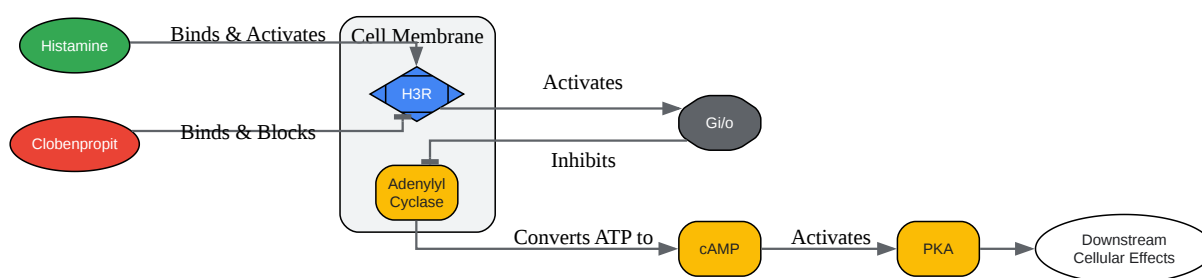 Binds & Activates
Cell Membrane
Histamine
H3R
Activates
Gi/o
Clobenpropit
Binds & Blocks
Inhibits
Adenylyl
Cyclase
Converts ATP to
cAMP
Activates
PKA
Downstream
Cellular Effects